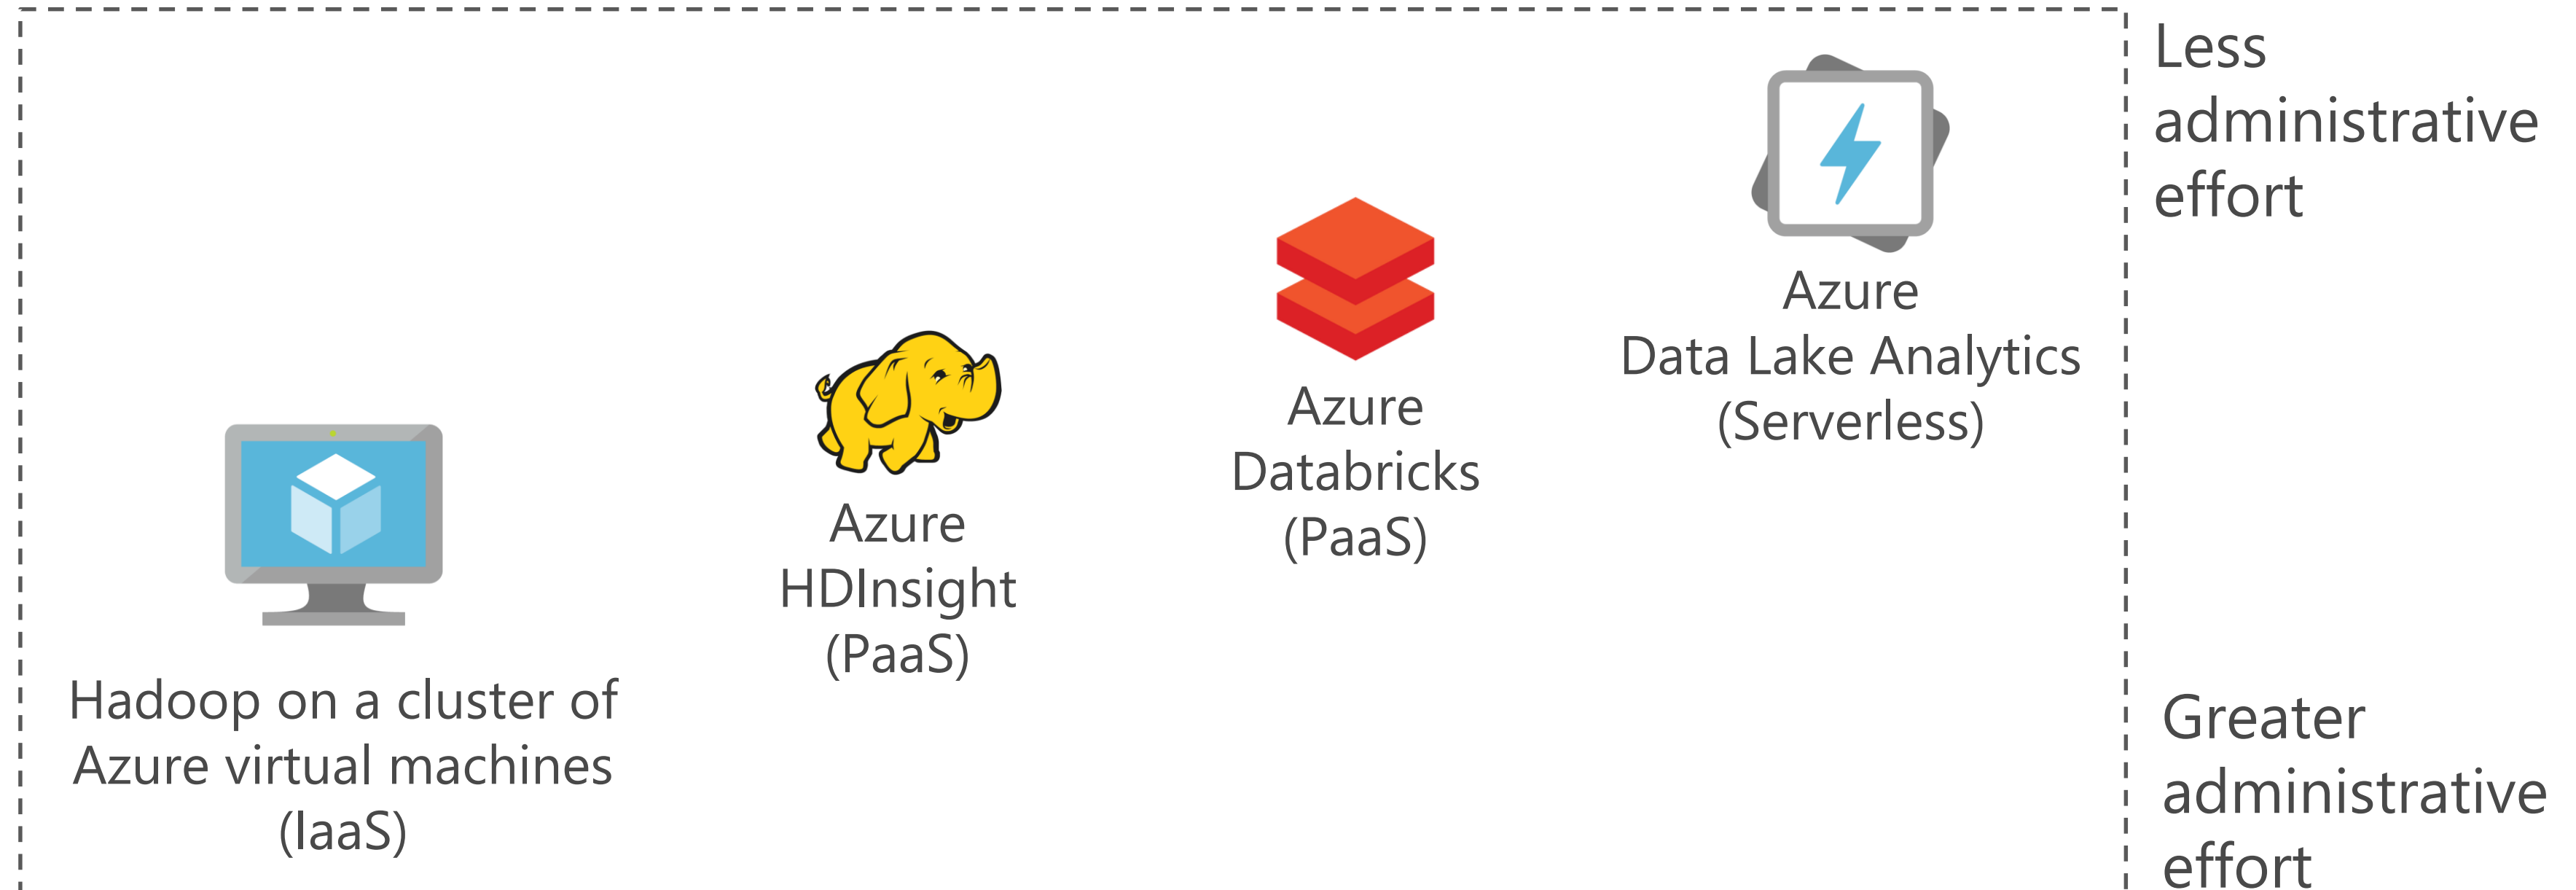 Less
administrative
effort
Azure
Data Lake Analytics
(Serverless)
Azure
Databricks
(PaaS)
Azure
HDInsight
(PaaS)
Hadoop on a cluster of
Azure virtual machines
(IaaS)
Greater
administrative
effort